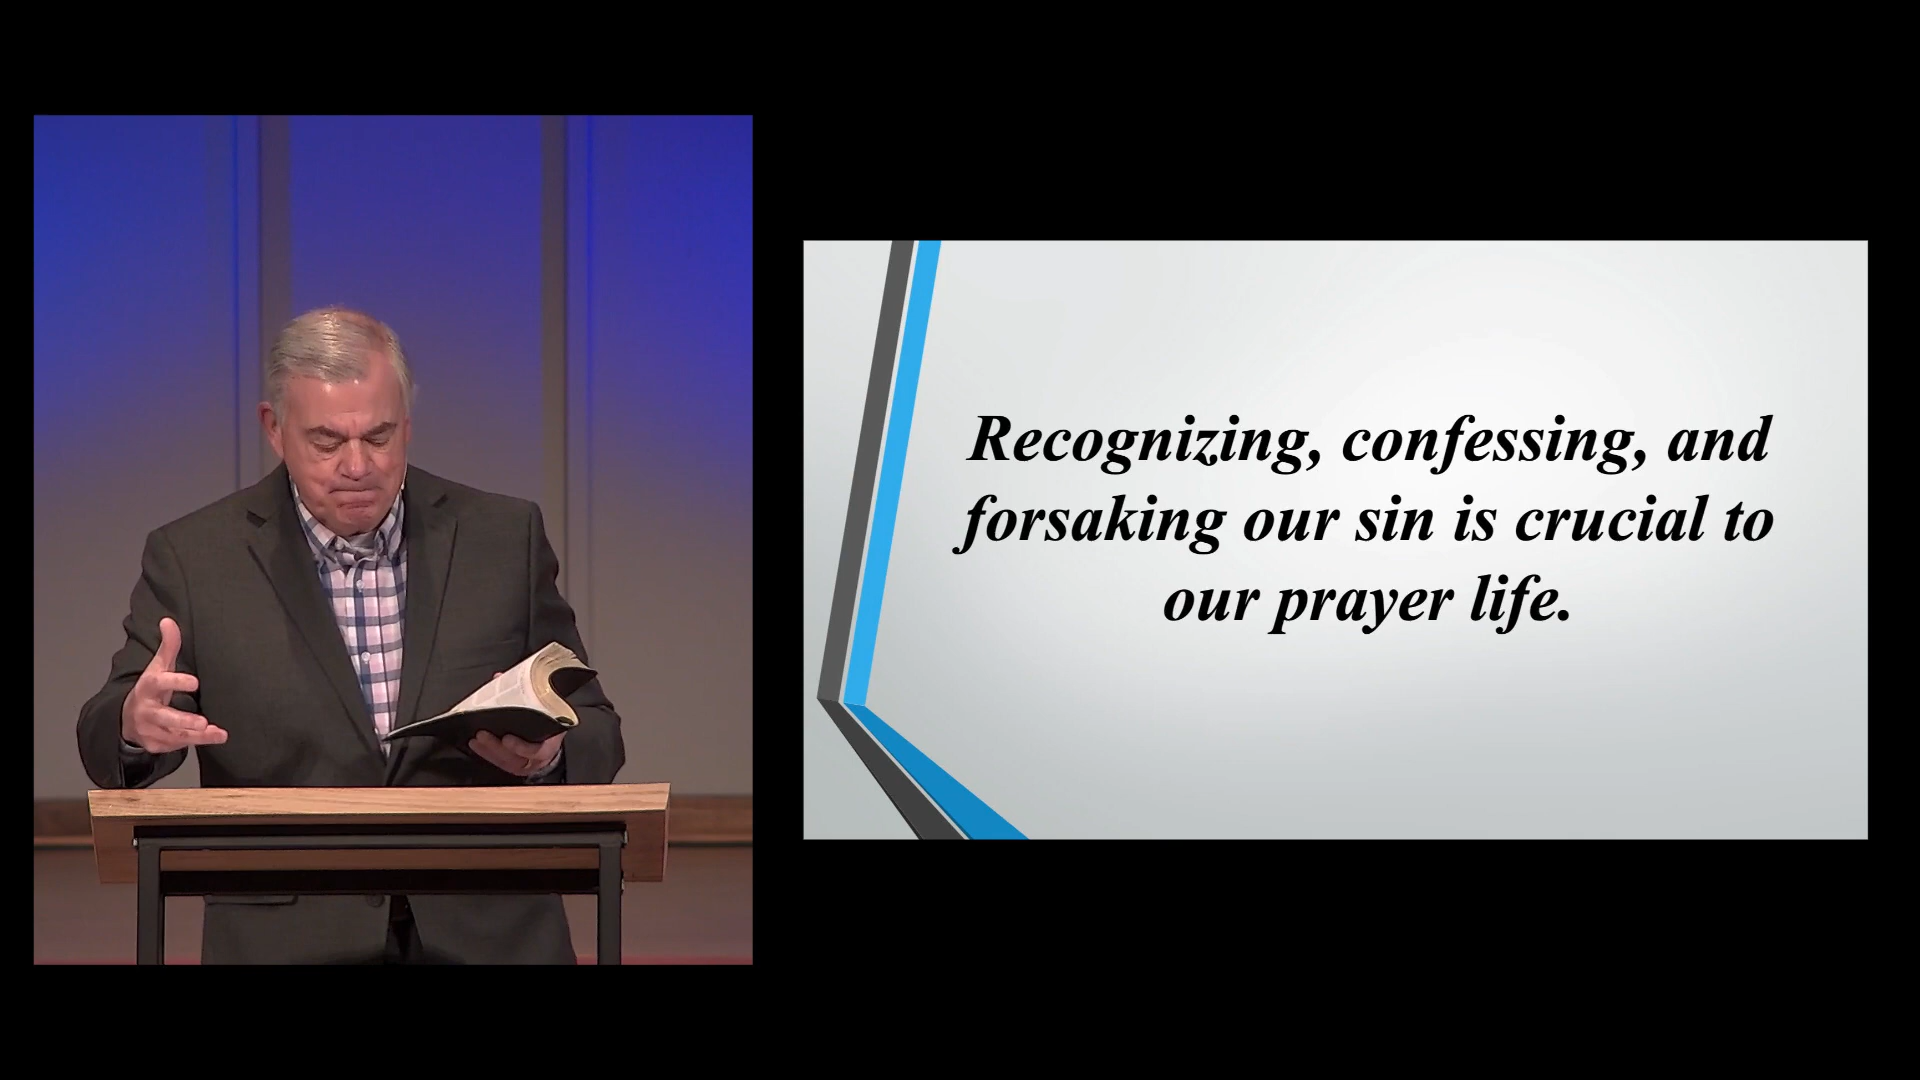 Recognizing, confessing, and
forsaking our sin is crucial to
our prayer life.